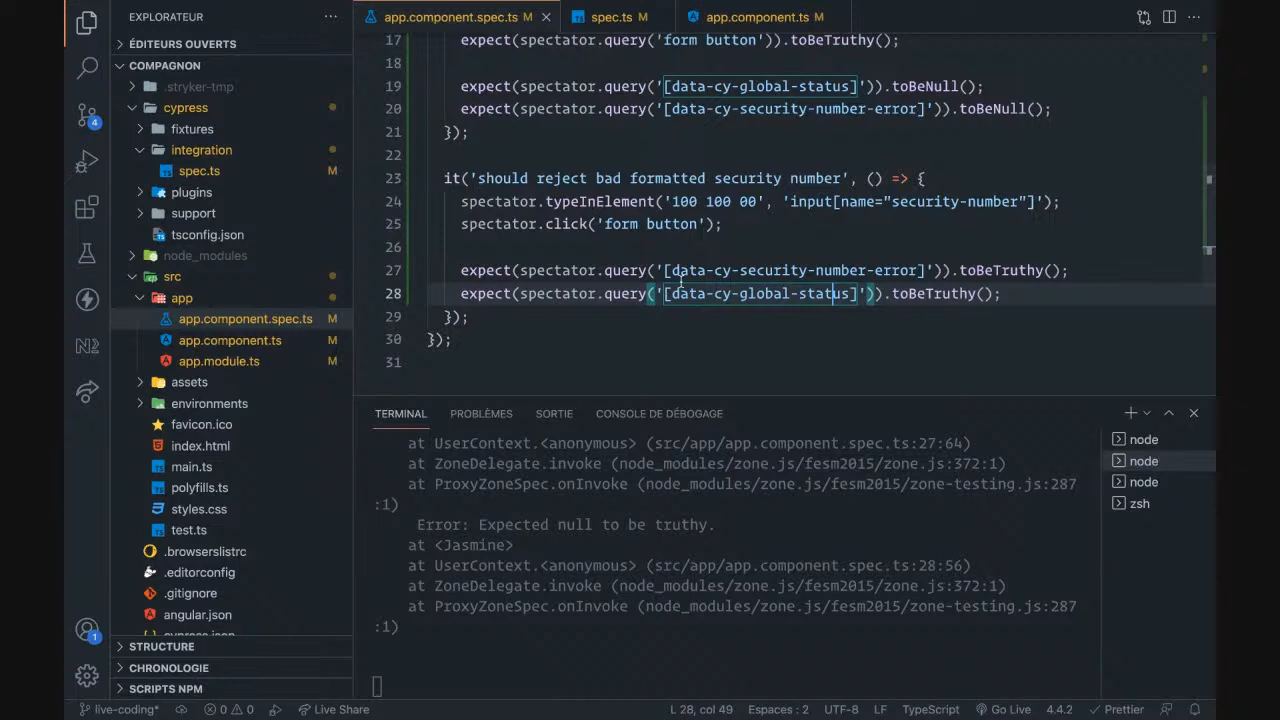 EXPLORATEUR
ÉDITEURS OUVERTS
COMPAGNON
.stryker-tmp
cypress
fixtures
integration
spec.ts M
plugins
support
tsconfig.json
node_modules
src
app
app.component.spec.ts M
app.component.ts M
app.module.ts M
assets
environments
favicon.ico
index.html
main.ts
polyfills.ts
styles.css
test.ts
.browserslistrc
.editorconfig
.gitignore
angular.json
cypress.json
STRUCTURE
CHRONOLOGIE
SCRIPTS NPM
4
N2
1
app.component.spec.ts M
spec.ts M
app.component.ts M
17 expect(spectator.query('form button')).toBeTruthy();
18
19 expect(spectator.query('[data-cy-global-status]')).toBeNull();
20 expect(spectator.query('[data-cy-security-number-error]')).toBeNull();
21 });
22
23 it('should reject bad formatted security number', () => {
24 spectator.typeInElement('100 100 00', 'input[name="security-number"]');
25 spectator.click('form button');
26
27 expect(spectator.query('[data-cy-security-number-error]')).toBeTruthy();
28 expect(spectator.query('[data-cy-global-status]')).toBeTruthy();
29 });
30 });
31
TERMINAL PROBLÈMES SORTIE CONSOLE DE DÉBOGAGE
at UserContext.<anonymous> (src/app/app.component.spec.ts:27:64)
at ZoneDelegate.invoke (node_modules/zone.js/fesm2015/zone.js:372:1)
at ProxyZoneSpec.onInvoke (node_modules/zone.js/fesm2015/zone-testing.js:287
:1)
Error: Expected null to be truthy.
at <Jasmine>
at UserContext.<anonymous> (src/app/app.component.spec.ts:28:56)
at ZoneDelegate.invoke (node_modules/zone.js/fesm2015/zone.js:372:1)
at ProxyZoneSpec.onInvoke (node_modules/zone.js/fesm2015/zone-testing.js:287
:1)
node
node
node
zsh
live-coding* 0 0 Live Share L 28, col 49 Espaces : 2 UTF-8 LF TypeScript Go Live 4.4.2 Prettier